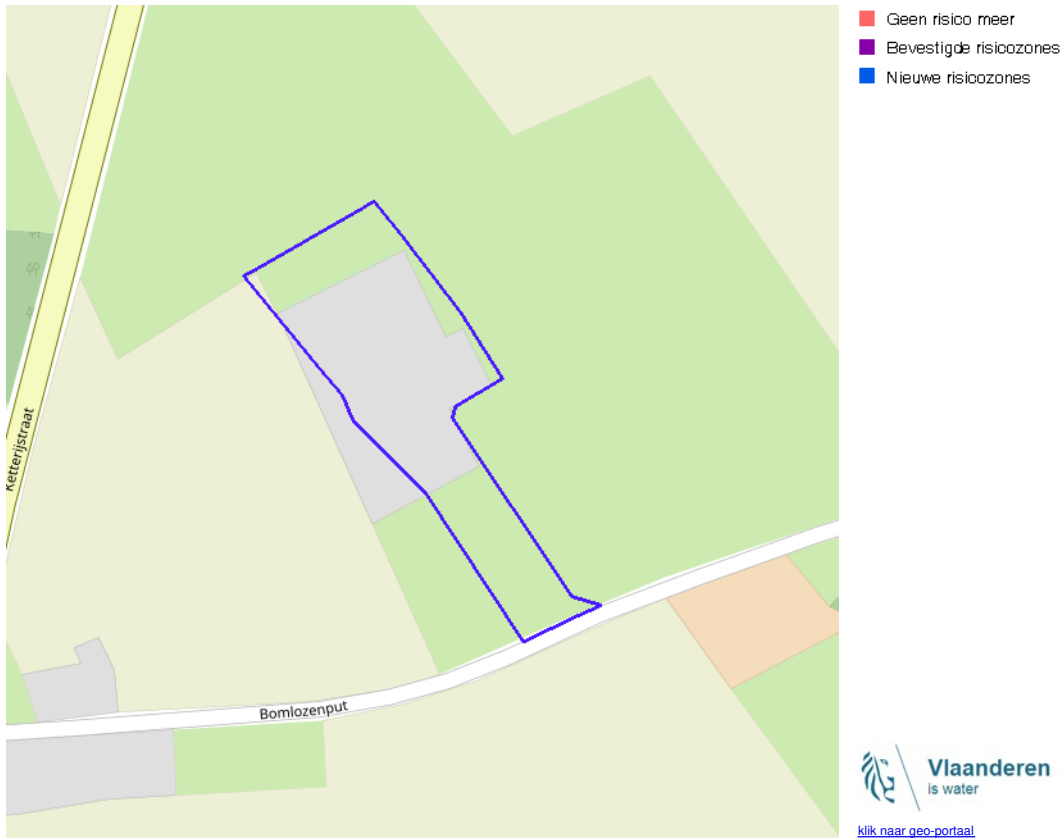 Geen risico meer
Bevestigde risicozones
Nieuwe risicozones
Ketterijstraat
Bomlozenput
Vlaanderen
is water
klik naar geo-portaal